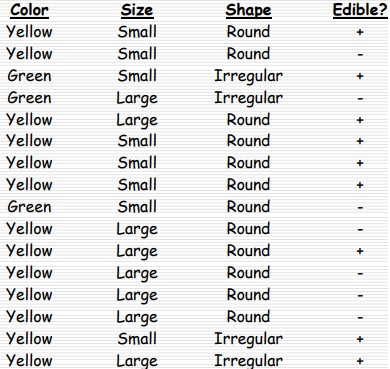 Color Size Shape Edible?
Yellow Small Round +
Yellow Small Round -
Green Small Irregular +
Green Large Irregular -
Yellow Large Round +
Yellow Small Round +
Yellow Small Round +
Yellow Small Round +
Green Small Round -
Yellow Large Round -
Yellow Large Round +
Yellow Large Round -
Yellow Large Round -
Yellow Large Round -
Yellow Small Irregular +
Yellow Large Irregular +